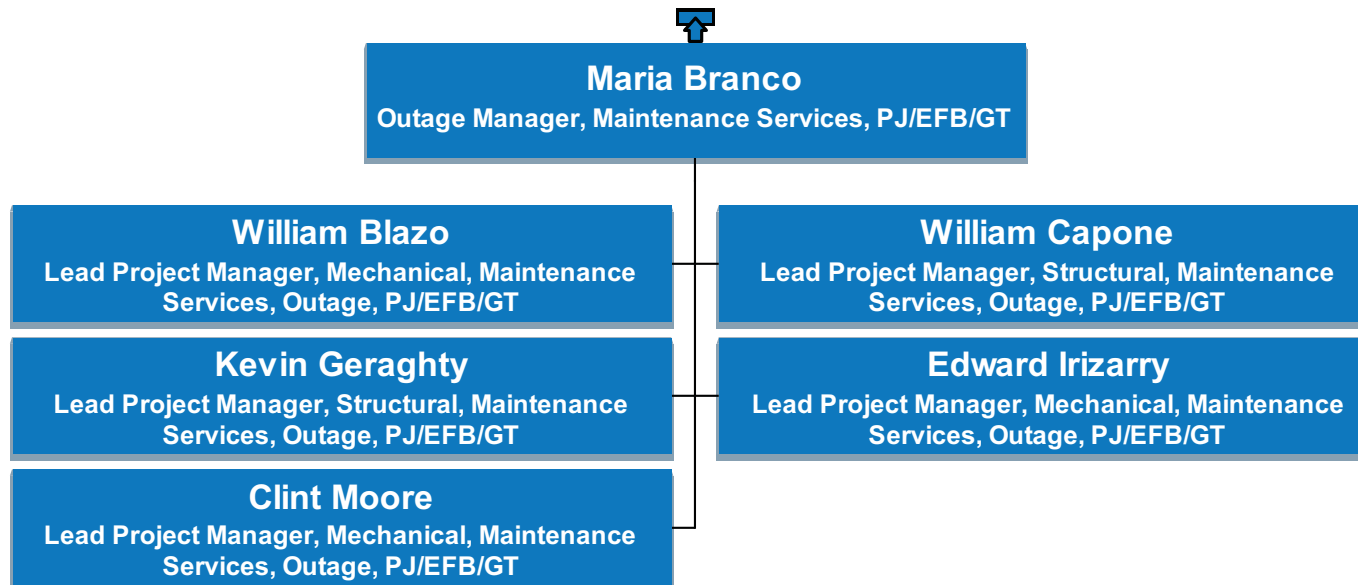 Maria Branco
Outage Manager, Maintenance Services, PJ/EFB/GT
William Blazo
Lead Project Manager, Mechanical, Maintenance
Services, Outage, PJ/EFB/GT
William Capone
Lead Project Manager, Structural, Maintenance
Services, Outage, PJ/EFB/GT
Kevin Geraghty
Lead Project Manager, Structural, Maintenance
Services, Outage, PJ/EFB/GT
Edward Irizarry
Lead Project Manager, Mechanical, Maintenance
Services, Outage, PJ/EFB/GT
Clint Moore
Lead Project Manager, Mechanical, Maintenance
Services, Outage, PJ/EFB/GT